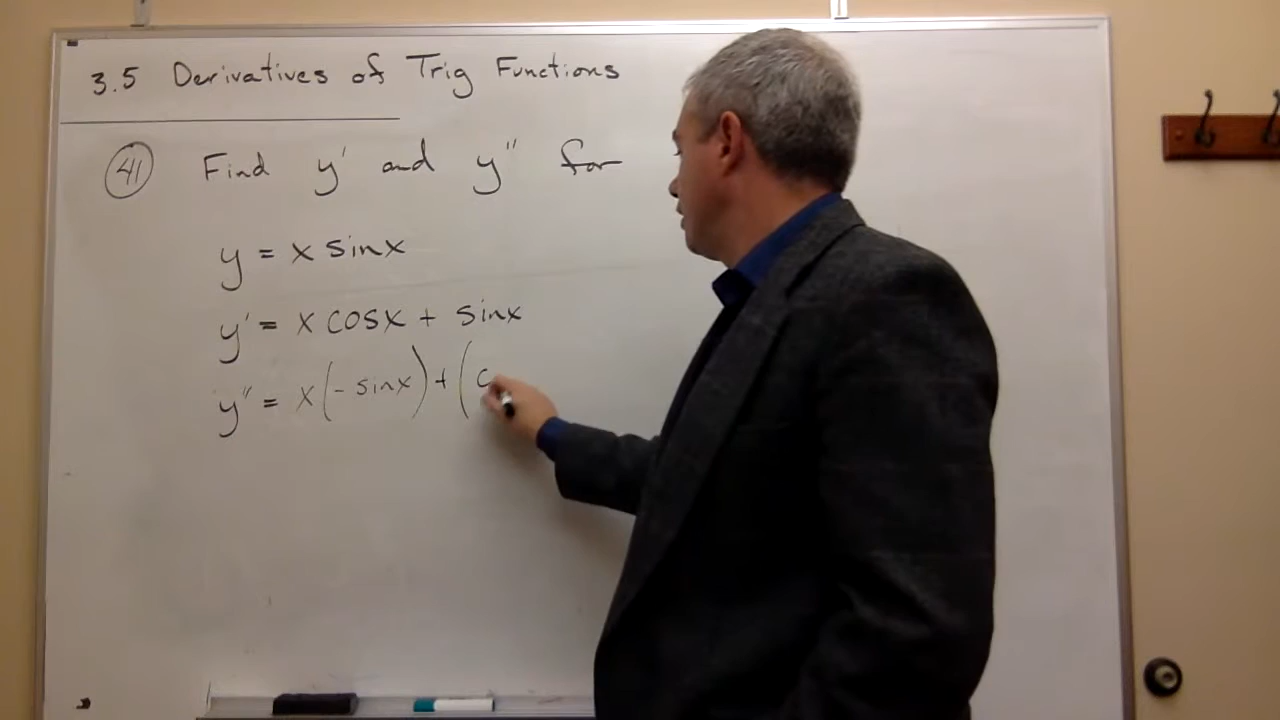 3.5 Derivatives of Trig Functions
41 Find y' and y" for
y = x sinx
y' = x cosx + sinx
y" = x(- sinx) + (c